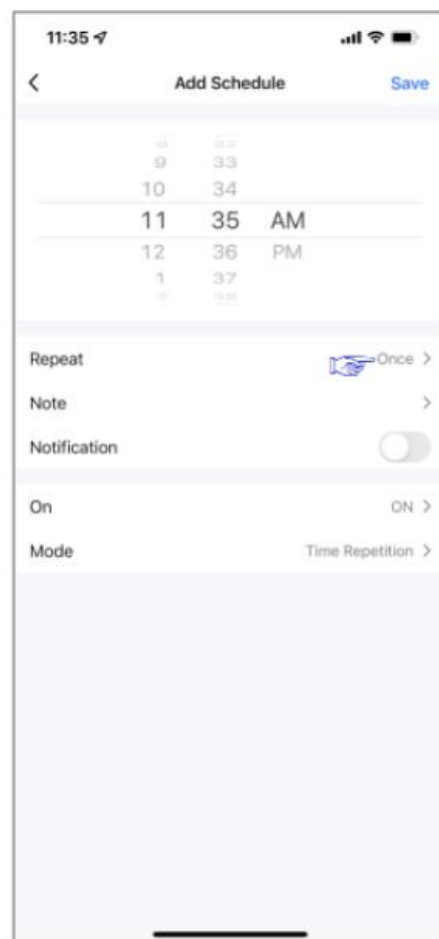 11:35
Add Schedule Save
9 33
10 34
11 35 AM
12 36 PM
1 37
Repeat Once
Note
Notification
On ON
Mode Time Repetition